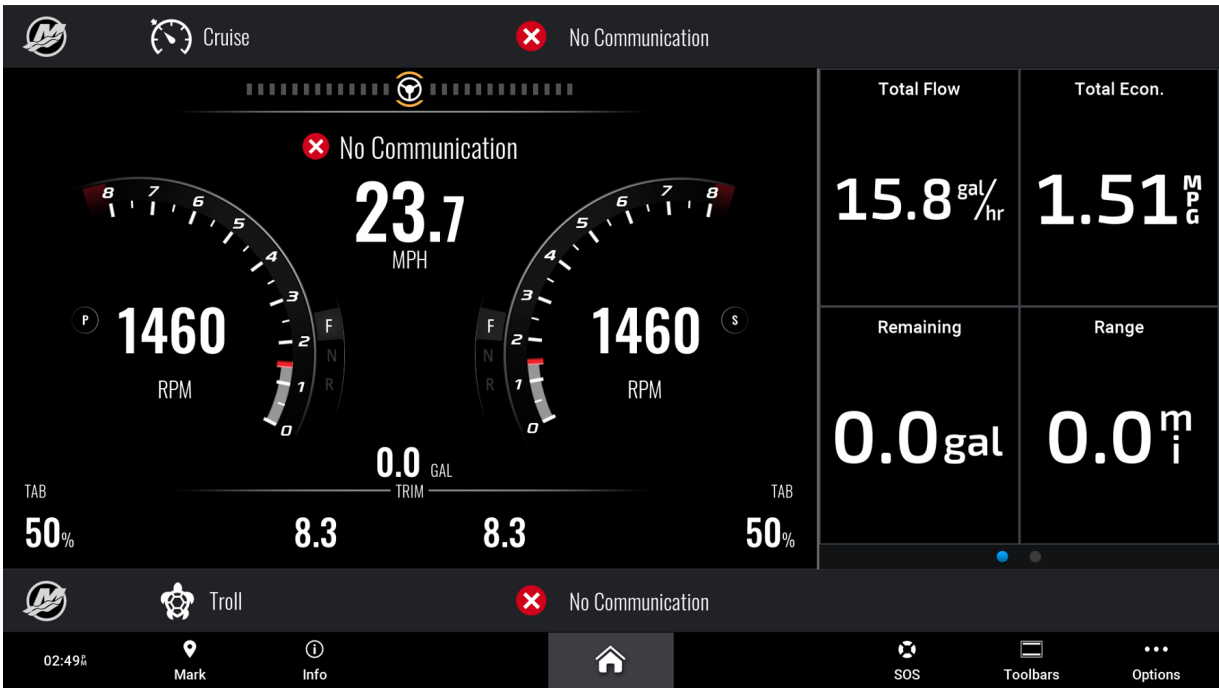 Cruise
No Communication
No Communication
23.7
MPH
8 7 6 5 4 3 2 1 0
8 7 6 5 4 3 2 1 0
P
1460
RPM
F
N
R
F
N
R
1460
RPM
S
0.0 GAL
TRIM
TAB
50%
8.3
8.3
TAB
50%
Total Flow
15.8 gal/hr
Total Econ.
1.51 MPG
Remaining
0.0 gal
Range
0.0 mi
Troll
No Communication
02:49 PM
Mark
Info
SOS
Toolbars
Options